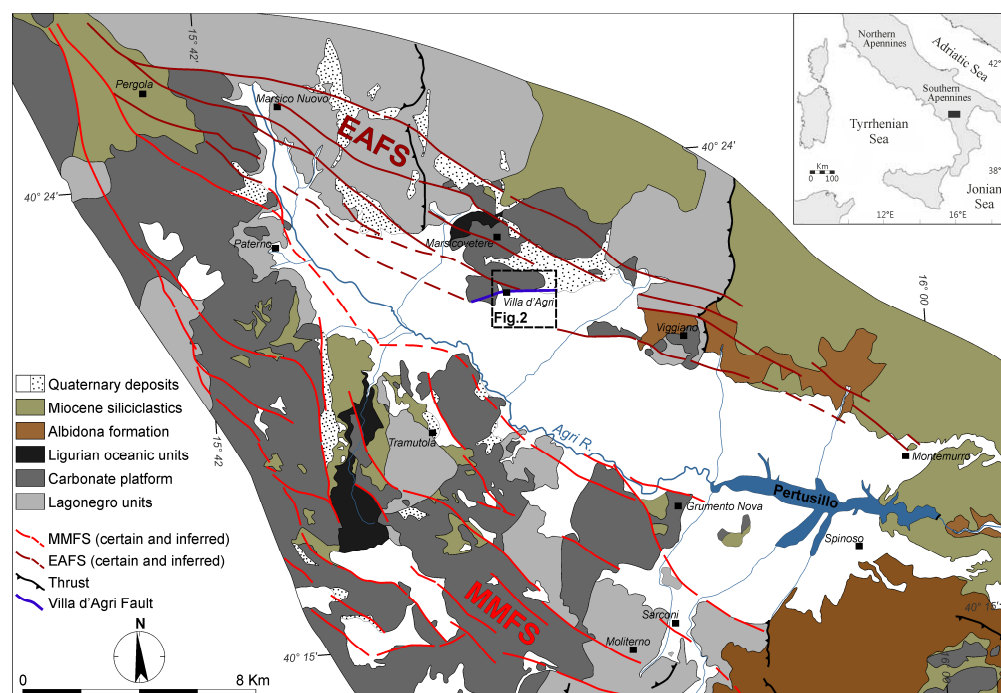 15° 42'
Pergola
Marsico Nuovo
EAFS
40° 24'
40° 24'
Paterno
Marsicovetere
Villa d'Agri
Fig.2
Viggiano
16° 00'
Northern
Apennines
Adriatic Sea
42°
Southern
Apennines
Tyrrhenian
Sea
Km
0 100
38°
Jonian
Sea
12°E
16°E
Quaternary deposits
Miocene siliciclastics
Albidona formation
Ligurian oceanic units
Carbonate platform
Lagonegro units
MMFS (certain and inferred)
EAFS (certain and inferred)
Thrust
Villa d'Agri Fault
N
0 8 Km
15° 42'
Tramutola
Agri R.
Montemurro
Pertusillo
Grumento Nova
Spinoso
MMFS
Sarconi
Moliterno
40° 15'
40° 15'